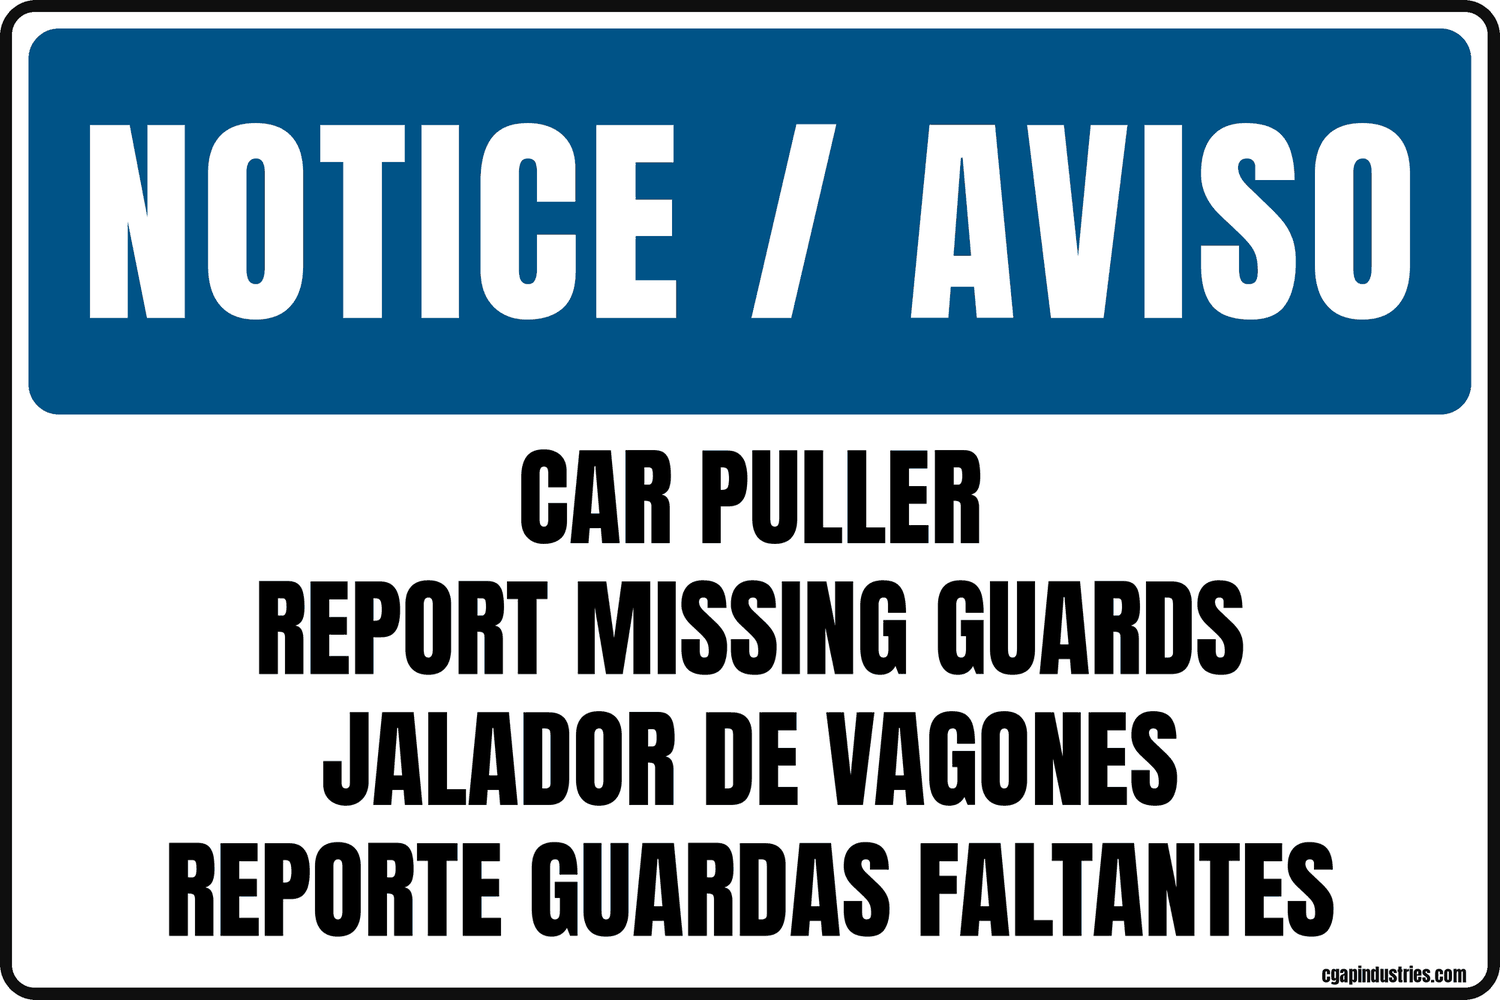 NOTICE / AVISO
CAR PULLER
REPORT MISSING GUARDS
JALADOR DE VAGONES
REPORTE GUARDAS FALTANTES
cgapindustries.com